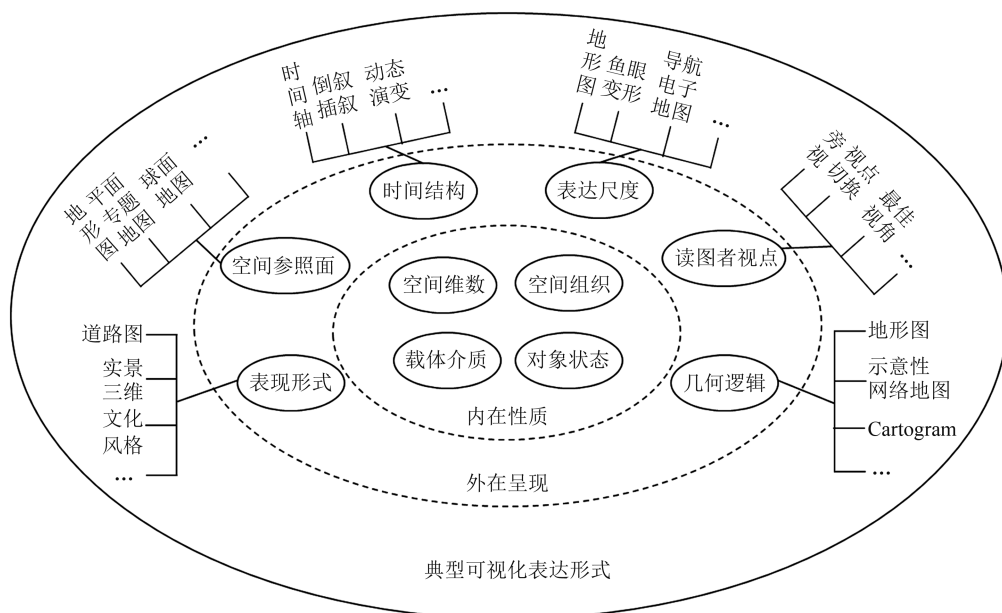 时间轴
倒叙
插叙
动态
演变
...
地形图
鱼眼
变形
导航
电子
地图
...
地形图
平面
专题
地图
球面
地图
...
旁视
视点
切换
最佳
视角
...
时间结构
表达尺度
空间参照面
读图者视点
空间维数
空间组织
载体介质
对象状态
表现形式
几何逻辑
内在性质
外在呈现
道路图
实景
三维
文化
风格
...
地形图
示意性
网络地图
Cartogram
...
典型可视化表达形式